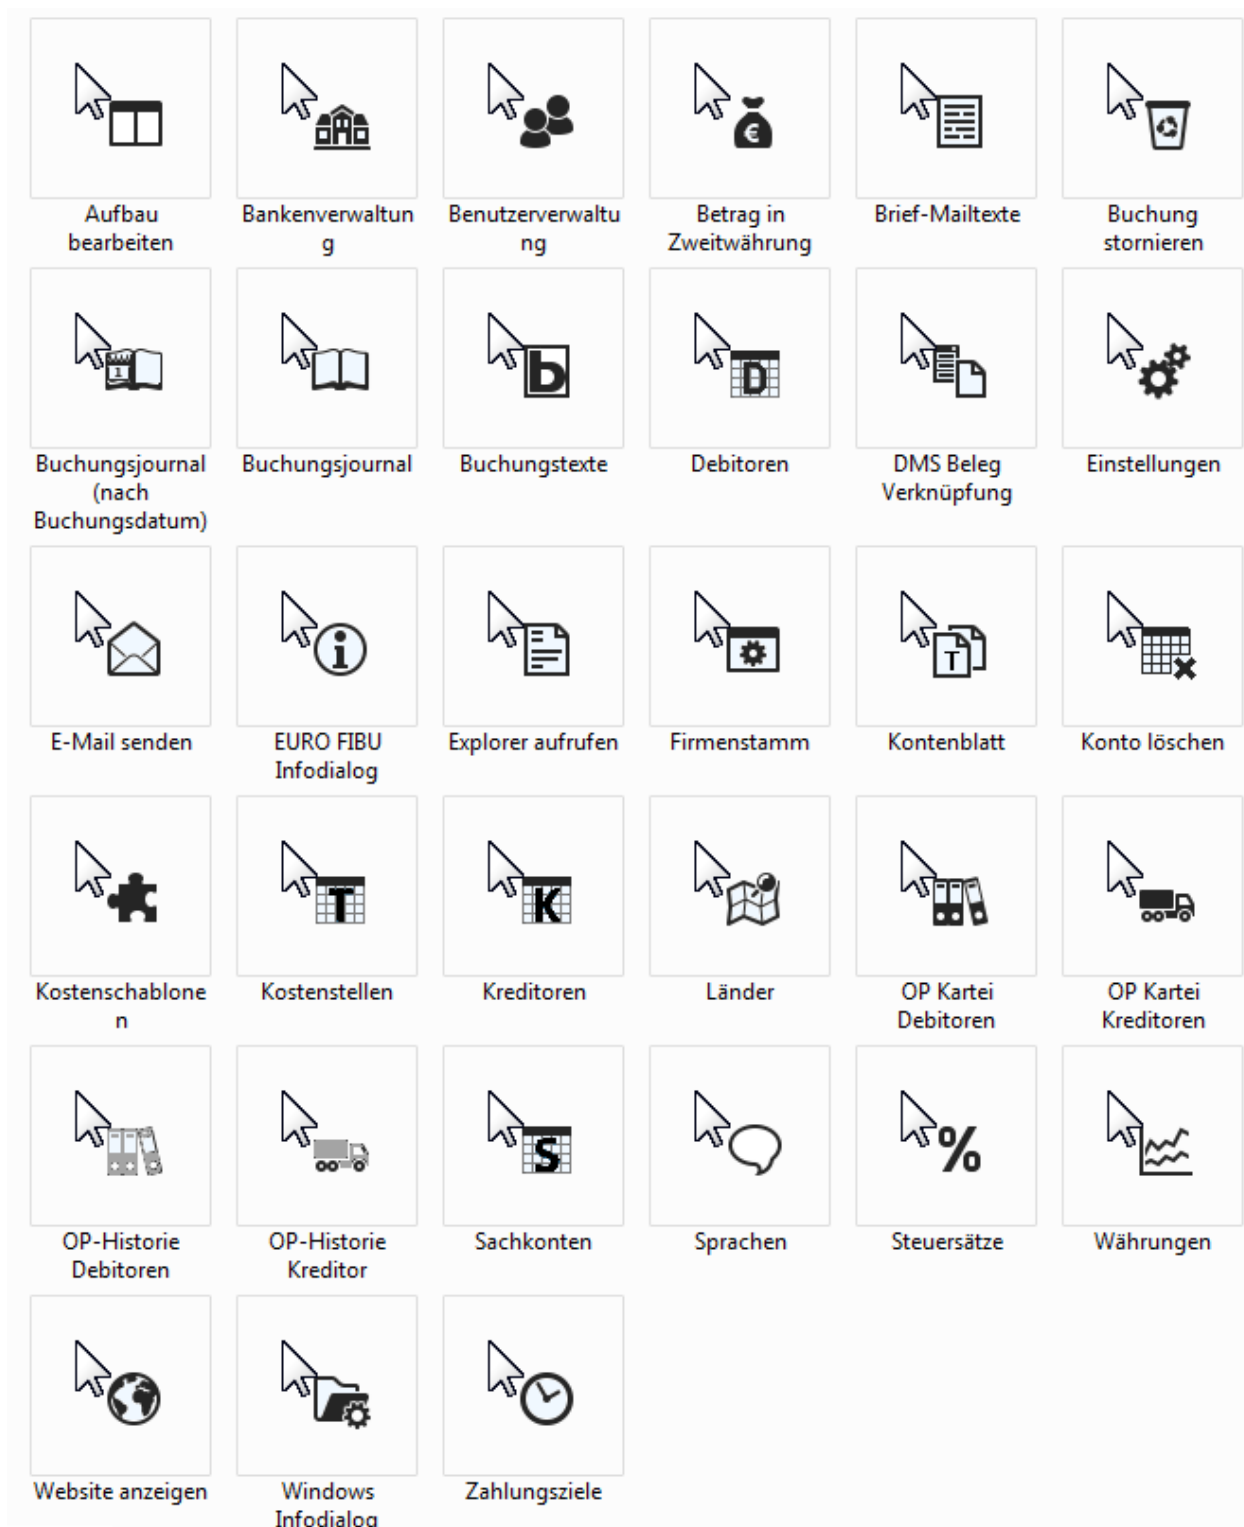 Aufbau
bearbeiten
Bankenverwaltun
g
Benutzerverwaltu
ng
Betrag in
Zweitwährung
Brief-Mailtexte
Buchung
stornieren
Buchungsjournal
(nach
Buchungsdatum)
Buchungsjournal
Buchungstexte
Debitoren
DMS Beleg
Verknüpfung
Einstellungen
E-Mail senden
EURO FIBU
Infodialog
Explorer aufrufen
Firmenstamm
Kontenblatt
Konto löschen
Kostenschablone
n
Kostenstellen
Kreditoren
Länder
OP Kartei
Debitoren
OP Kartei
Kreditoren
OP-Historie
Debitoren
OP-Historie
Kreditor
Sachkonten
Sprachen
Steuersätze
Währungen
Website anzeigen
Windows
Infodialog
Zahlungsziele